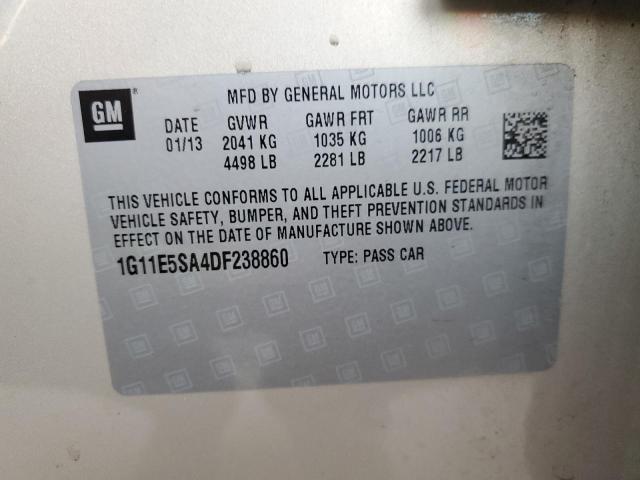 GM ®
MFD BY GENERAL MOTORS LLC
DATE GVWR GAWR FRT GAWR RR
01/13 2041 KG 1035 KG 1006 KG
4498 LB 2281 LB 2217 LB
THIS VEHICLE CONFORMS TO ALL APPLICABLE U.S. FEDERAL MOTOR
VEHICLE SAFETY, BUMPER, AND THEFT PREVENTION STANDARDS IN
EFFECT ON THE DATE OF MANUFACTURE SHOWN ABOVE.
1G11E5SA4DF238860 TYPE: PASS CAR